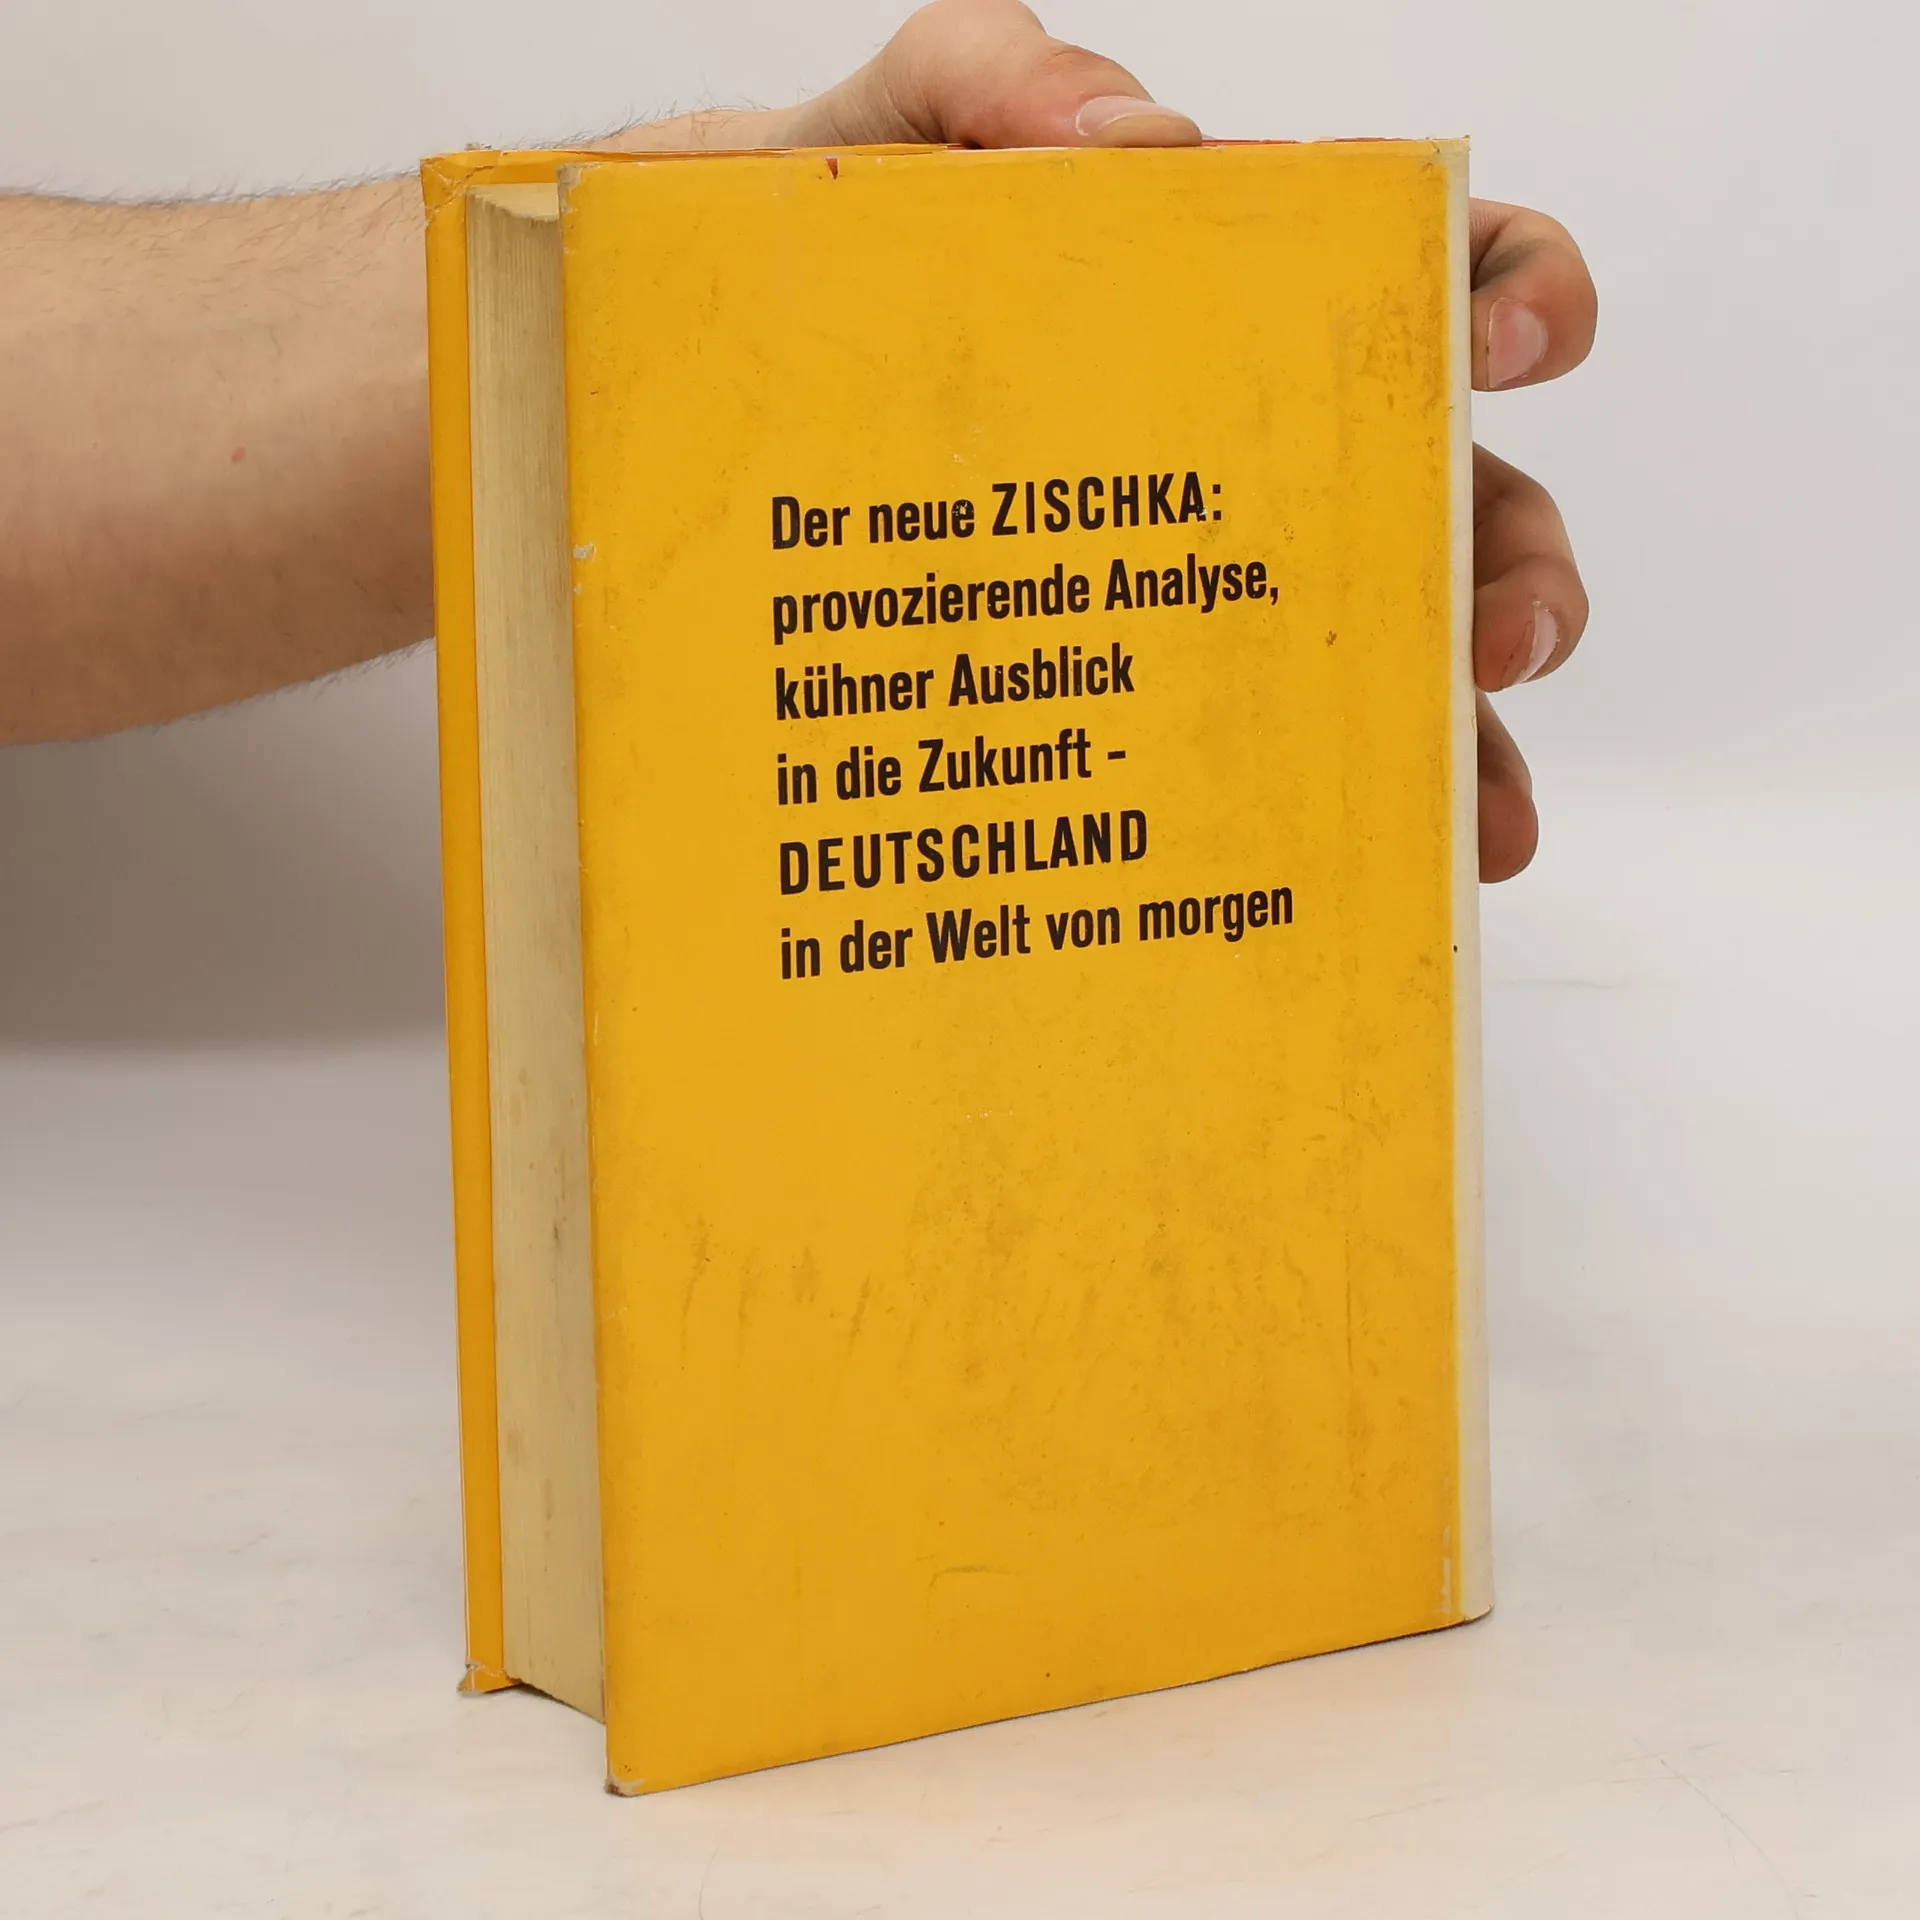 Der neue ZISCHKA:
provozierende Analyse,
kühner Ausblick
in die Zukunft -
DEUTSCHLAND
in der Welt von morgen